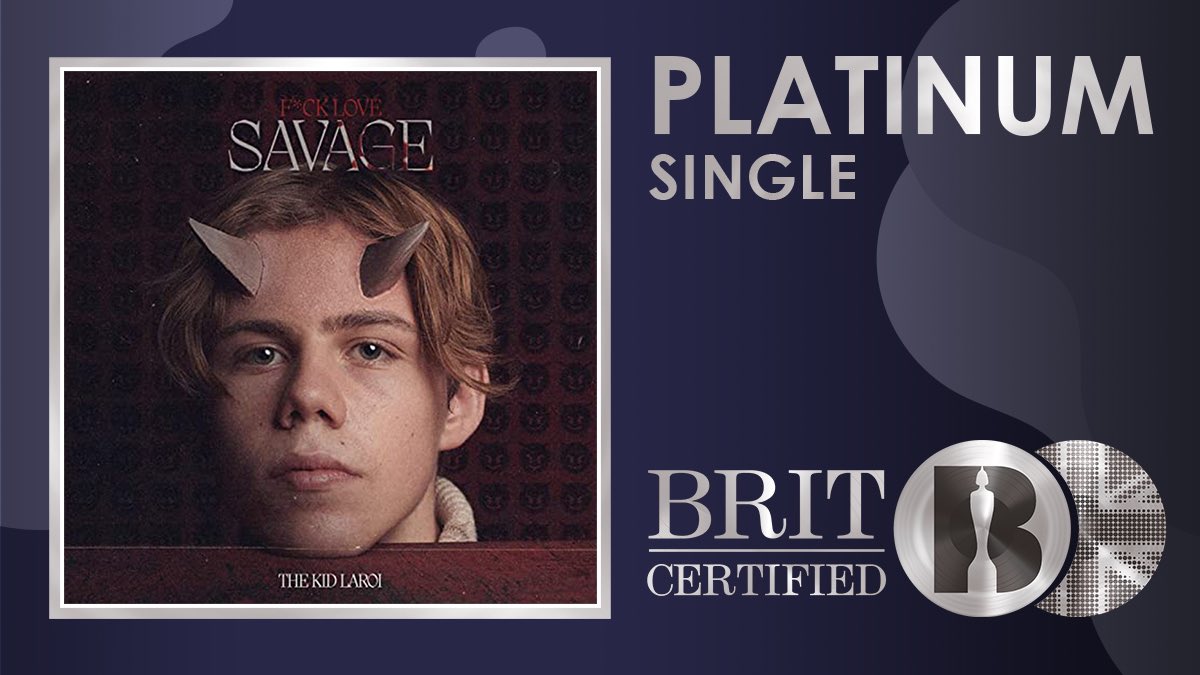 F*CK LOVE
SAVAGE
THE KID LAROI
PLATINUM
SINGLE
BRIT
CERTIFIED
B